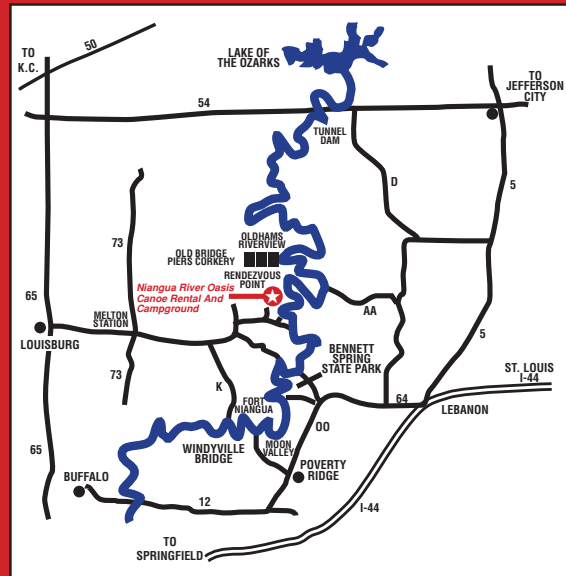 50
TO
K.C.
LAKE OF
THE OZARKS
TO
JEFFERSON
CITY
54
TUNNEL
DAM
D
5
73
OLDHAMS
RIVERVIEW
OLD BRIDGE
PIERS CORKERY
RENDEZVOUS
POINT
Niangua River Oasis
Canoe Rental And
Campground
65
MELTON
STATION
AA
5
LOUISBURG
BENNETT
SPRING
STATE PARK
73
K
ST. LOUIS
I-44
64
LEBANON
FORT
NIANGUA
OO
65
WINDYVILLE
BRIDGE
MOON
VALLEY
POVERTY
RIDGE
BUFFALO
12
I-44
TO
SPRINGFIELD